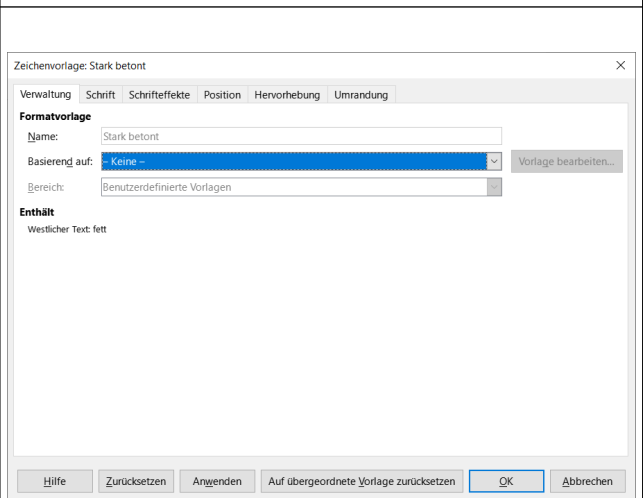 Zeichenvorlage: Stark betont
Verwaltung Schrift Schrifteffekte Position Hervorhebung Umrandung
Formatvorlage
Name: Stark betont
Basierend auf: – Keine – Vorlage bearbeiten...
Bereich: Benutzerdefinierte Vorlagen
Enthält
Westlicher Text: fett
Hilfe Zurücksetzen Anwenden Auf übergeordnete Vorlage zurücksetzen OK Abbrechen